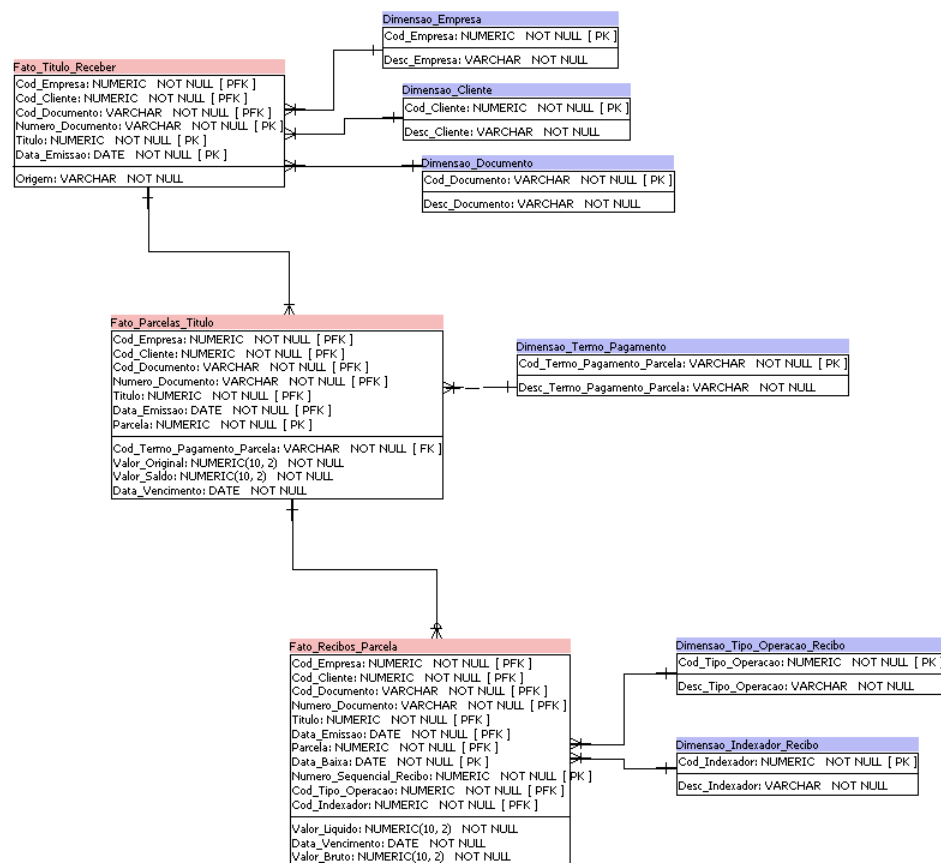 Dimensao_Empresa
Cod_Empresa: NUMERIC NOT NULL [ PK ]
Desc_Empresa: VARCHAR NOT NULL
Fato_Titulo_Receber
Cod_Empresa: NUMERIC NOT NULL [ PFK ]
Cod_Cliente: NUMERIC NOT NULL [ PFK ]
Cod_Documento: VARCHAR NOT NULL [ PFK ]
Numero_Documento: VARCHAR NOT NULL [ PK ]
Titulo: NUMERIC NOT NULL [ PK ]
Data_Emissao: DATE NOT NULL [ PK ]
Origem: VARCHAR NOT NULL
Dimensao_Cliente
Cod_Cliente: NUMERIC NOT NULL [ PK ]
Desc_Cliente: VARCHAR NOT NULL
Dimensao_Documento
Cod_Documento: VARCHAR NOT NULL [ PK ]
Desc_Documento: VARCHAR NOT NULL
Fato_Parcelas_Titulo
Cod_Empresa: NUMERIC NOT NULL [ PFK ]
Cod_Cliente: NUMERIC NOT NULL [ PFK ]
Cod_Documento: VARCHAR NOT NULL [ PFK ]
Numero_Documento: VARCHAR NOT NULL [ PFK ]
Titulo: NUMERIC NOT NULL [ PFK ]
Data_Emissao: DATE NOT NULL [ PFK ]
Parcela: NUMERIC NOT NULL [ PK ]
Cod_Termo_Pagamento_Parcela: VARCHAR NOT NULL [ FK ]
Valor_Original: NUMERIC(10, 2) NOT NULL
Valor_Saldo: NUMERIC(10, 2) NOT NULL
Data_Vencimento: DATE NOT NULL
Dimensao_Termo_Pagamento
Cod_Termo_Pagamento_Parcela: VARCHAR NOT NULL [ PK ]
Desc_Termo_Pagamento_Parcela: VARCHAR NOT NULL
Fato_Recibos_Parcela
Cod_Empresa: NUMERIC NOT NULL [ PFK ]
Cod_Cliente: NUMERIC NOT NULL [ PFK ]
Cod_Documento: VARCHAR NOT NULL [ PFK ]
Numero_Documento: VARCHAR NOT NULL [ PFK ]
Titulo: NUMERIC NOT NULL [ PFK ]
Data_Emissao: DATE NOT NULL [ PFK ]
Parcela: NUMERIC NOT NULL [ PFK ]
Data_Baixa: DATE NOT NULL [ PK ]
Numero_Sequencial_Recibo: NUMERIC NOT NULL [ PK ]
Cod_Tipo_Operacao: NUMERIC NOT NULL [ PFK ]
Cod_Indexador: NUMERIC NOT NULL [ PFK ]
Valor_Liquido: NUMERIC(10, 2) NOT NULL
Data_Vencimento: DATE NOT NULL
Valor_Bruto: NUMERIC(10, 2) NOT NULL
Dimensao_Tipo_Operacao_Recibo
Cod_Tipo_Operacao: NUMERIC NOT NULL [ PK ]
Desc_Tipo_Operacao: VARCHAR NOT NULL
Dimensao_Indexador_Recibo
Cod_Indexador: NUMERIC NOT NULL [ PK ]
Desc_Indexador: VARCHAR NOT NULL